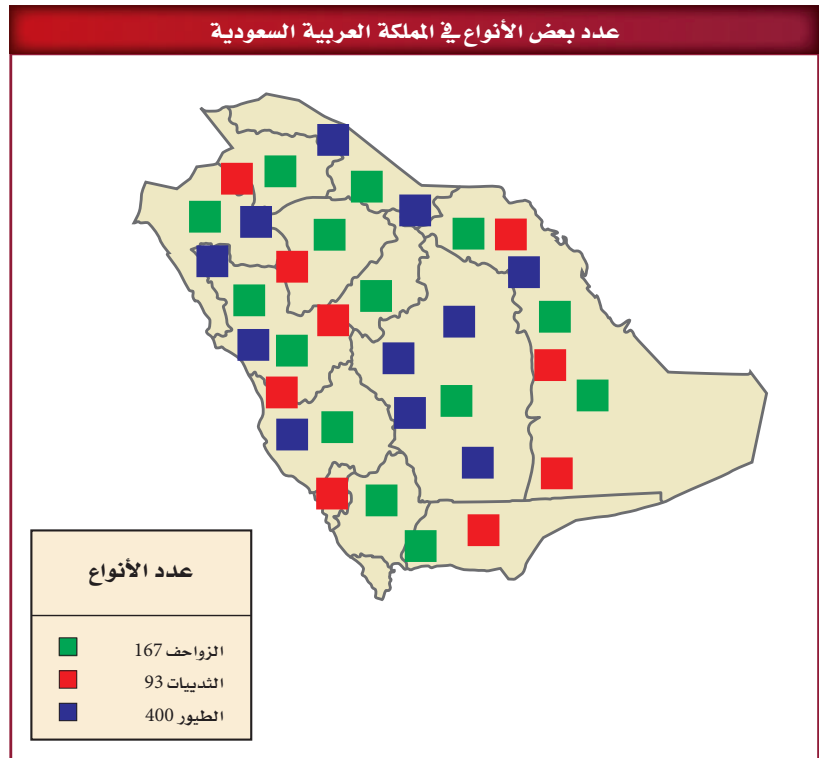 عدد بعض الأنواع في المملكة العربية السعودية
عدد الأنواع
الزواحف 167
الثدييات 93
الطيور 400